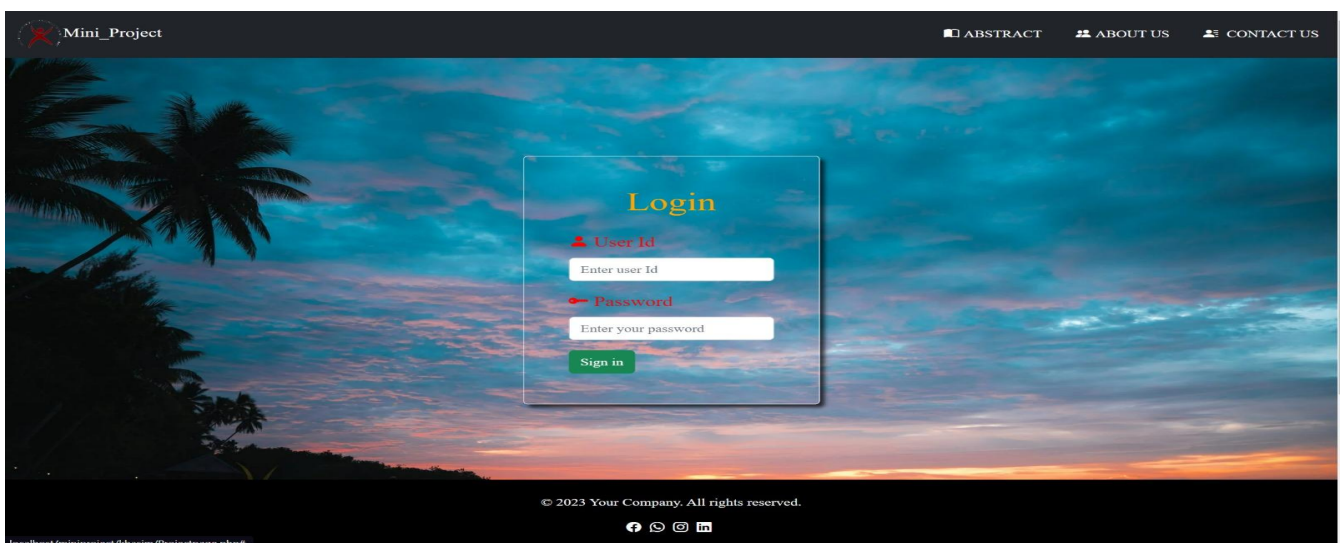 Mini_Project
ABSTRACT
ABOUT US
CONTACT US
Login
User Id
Enter user Id
Password
Enter your password
Sign in
© 2023 Your Company. All rights reserved.